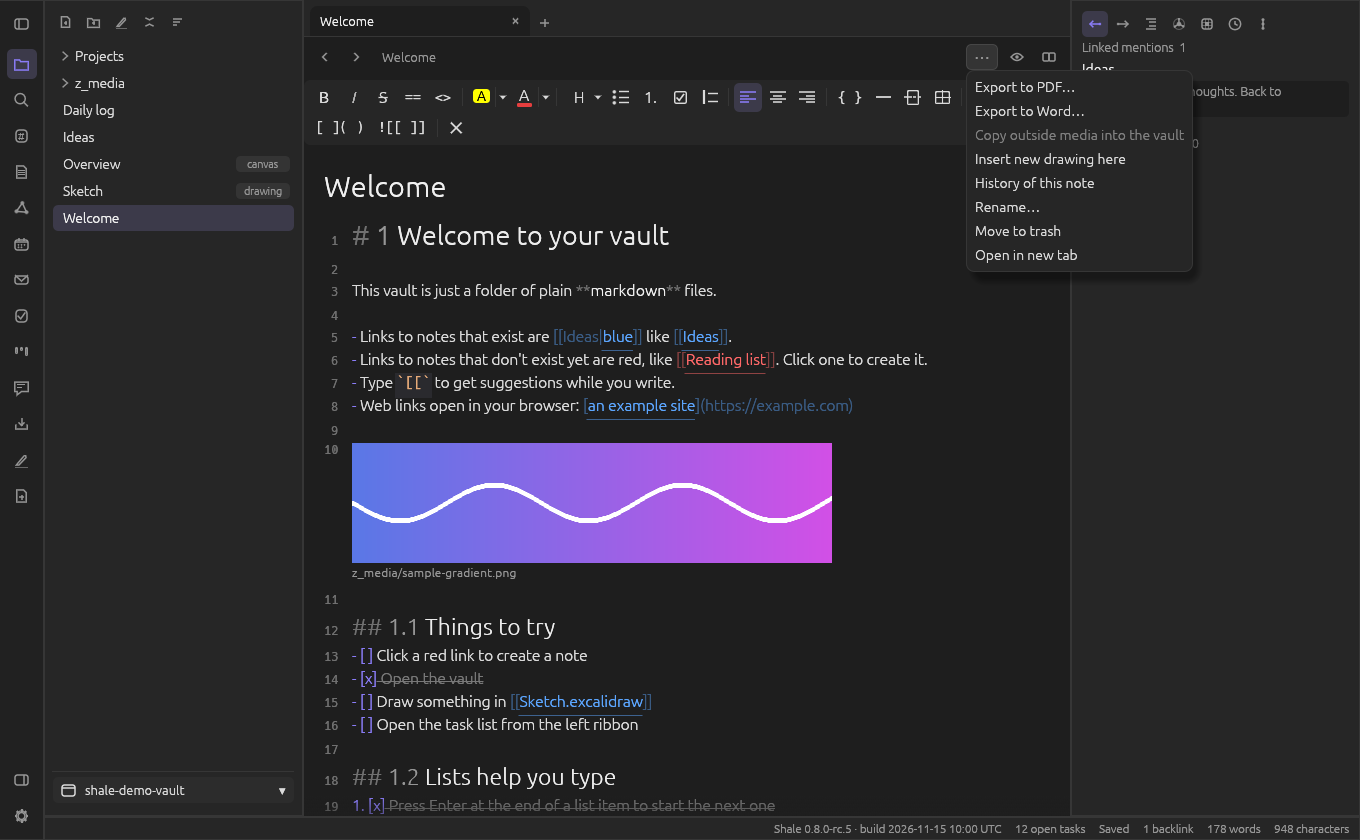 Welcome ×
Projects
z_media
Daily log
Ideas
Overview canvas
Sketch drawing
Welcome
shale-demo-vault
Welcome
B I S == <> A A H 1. { } —
[ ]( ) ![[ ]]
Welcome
1 # 1 Welcome to your vault
2
3 This vault is just a folder of plain **markdown** files.
4
5 - Links to notes that exist are [[Ideas|blue]] like [[Ideas]].
6 - Links to notes that don't exist yet are red, like [[Reading list]]. Click one to create it.
7 - Type `[[` to get suggestions while you write.
8 - Web links open in your browser: [an example site](https://example.com)
9
10
z_media/sample-gradient.png
11
12 ## 1.1 Things to try
13 - [ ] Click a red link to create a note
14 - [x] Open the vault
15 - [ ] Draw something in [[Sketch.excalidraw]]
16 - [ ] Open the task list from the left ribbon
17
18 ## 1.2 Lists help you type
19 1. [x] Press Enter at the end of a list item to start the next one
Linked mentions 1
Ideas
houghts. Back to
0
Export to PDF…
Export to Word…
Copy outside media into the vault
Insert new drawing here
History of this note
Rename…
Move to trash
Open in new tab
Shale 0.8.0-rc.5 · build 2026-11-15 10:00 UTC 12 open tasks Saved 1 backlink 178 words 948 characters